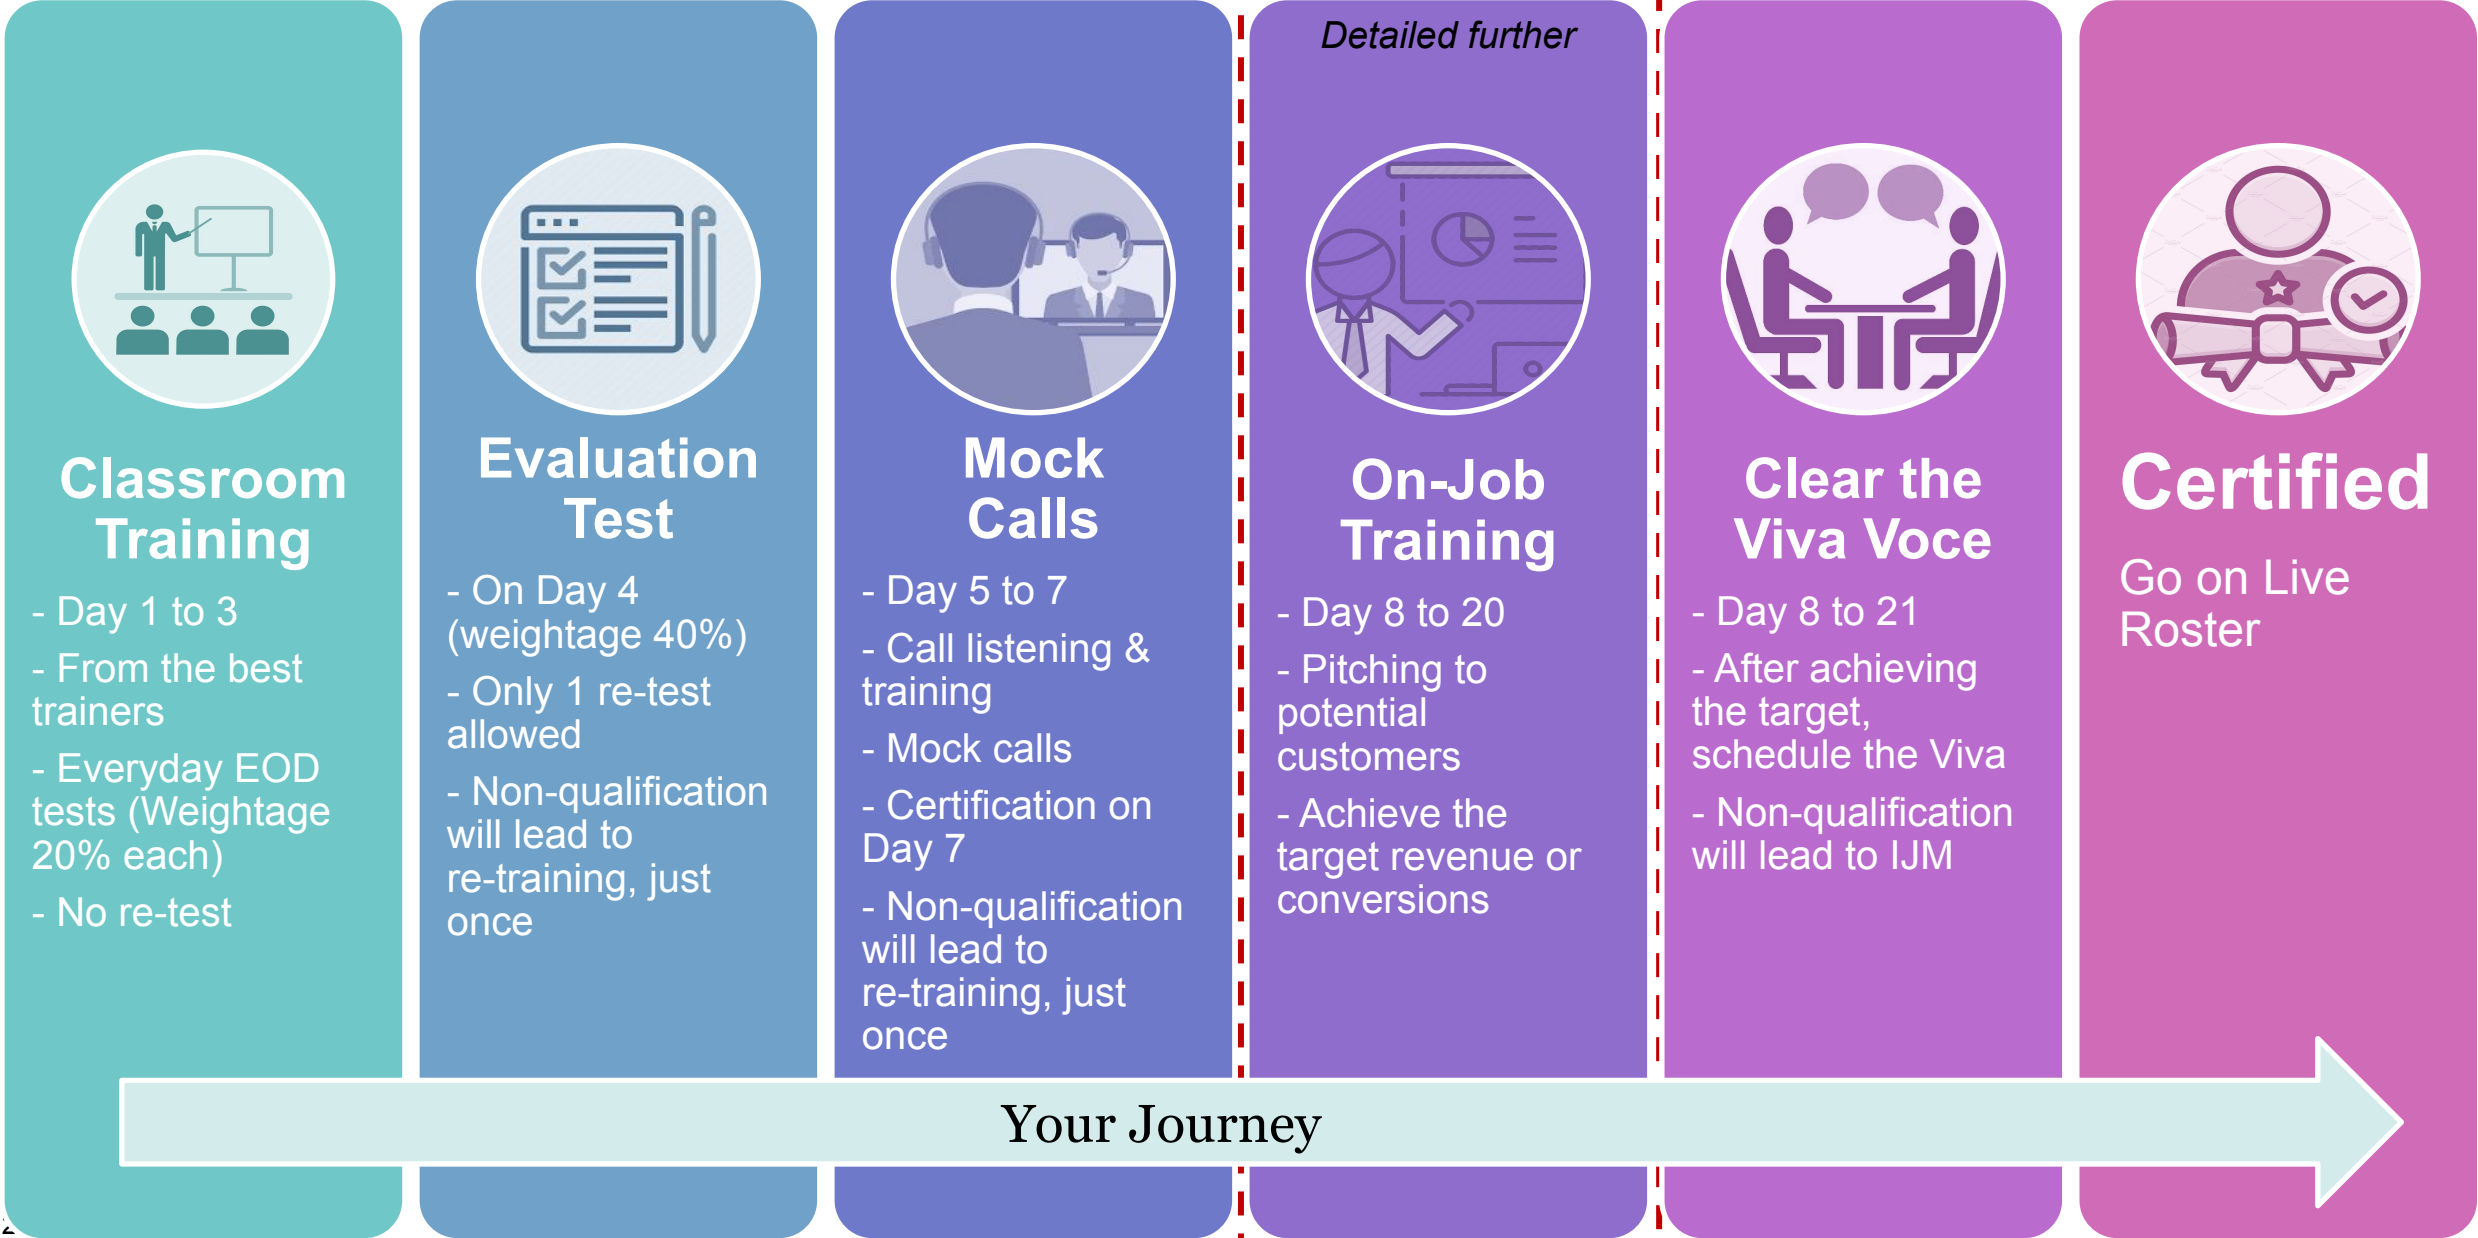 Detailed further
Classroom
Training
- Day 1 to 3
- From the best
trainers
- Everyday EOD
tests (Weightage
20% each)
- No re-test
Evaluation
Test
- On Day 4
(weightage 40%)
- Only 1 re-test
allowed
- Non-qualification
will lead to
re-training, just
once
Mock
Calls
- Day 5 to 7
- Call listening &
training
- Mock calls
- Certification on
Day 7
- Non-qualification
will lead to
re-training, just
once
On-Job
Training
- Day 8 to 20
- Pitching to
potential
customers
- Achieve the
target revenue or
conversions
Clear the
Viva Voce
- Day 8 to 21
- After achieving
the target,
schedule the Viva
- Non-qualification
will lead to IJM
Certified
Go on Live
Roster
Your Journey